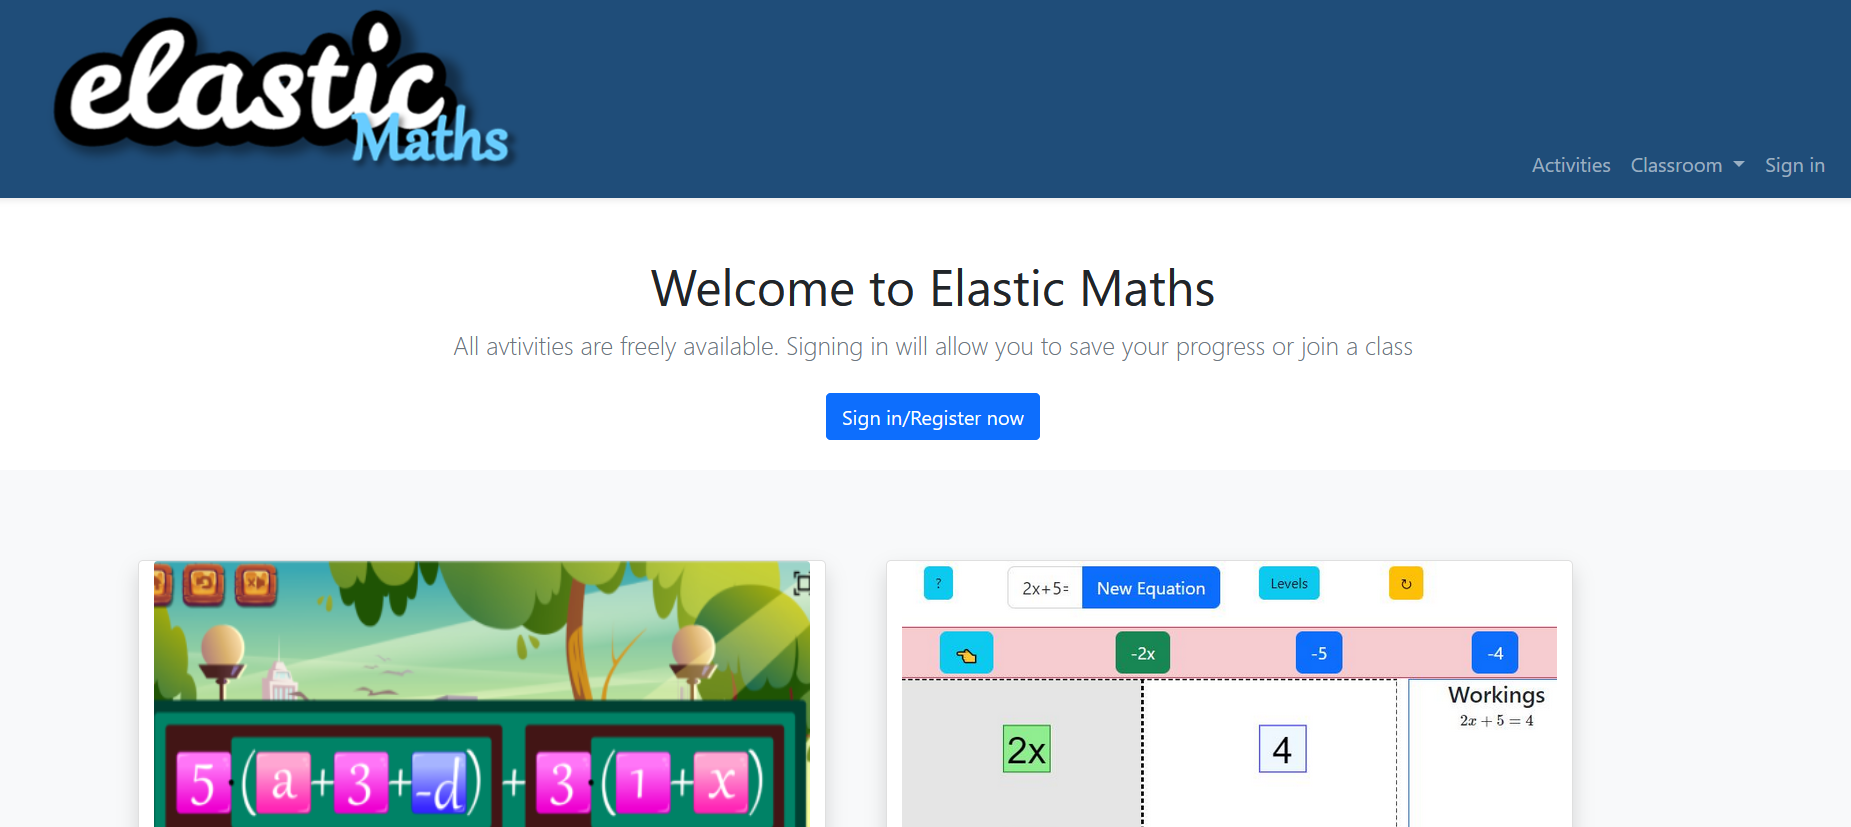 elastic
Maths
Activities Classroom Sign in
Welcome to Elastic Maths
All avtivities are freely available. Signing in will allow you to save your progress or join a class
Sign in/Register now
5·(a+3+-d)+3·(1+x)
? 2x+5= New Equation Levels ↻
-2x -5 -4
Workings
2x + 5 = 4
2x 4